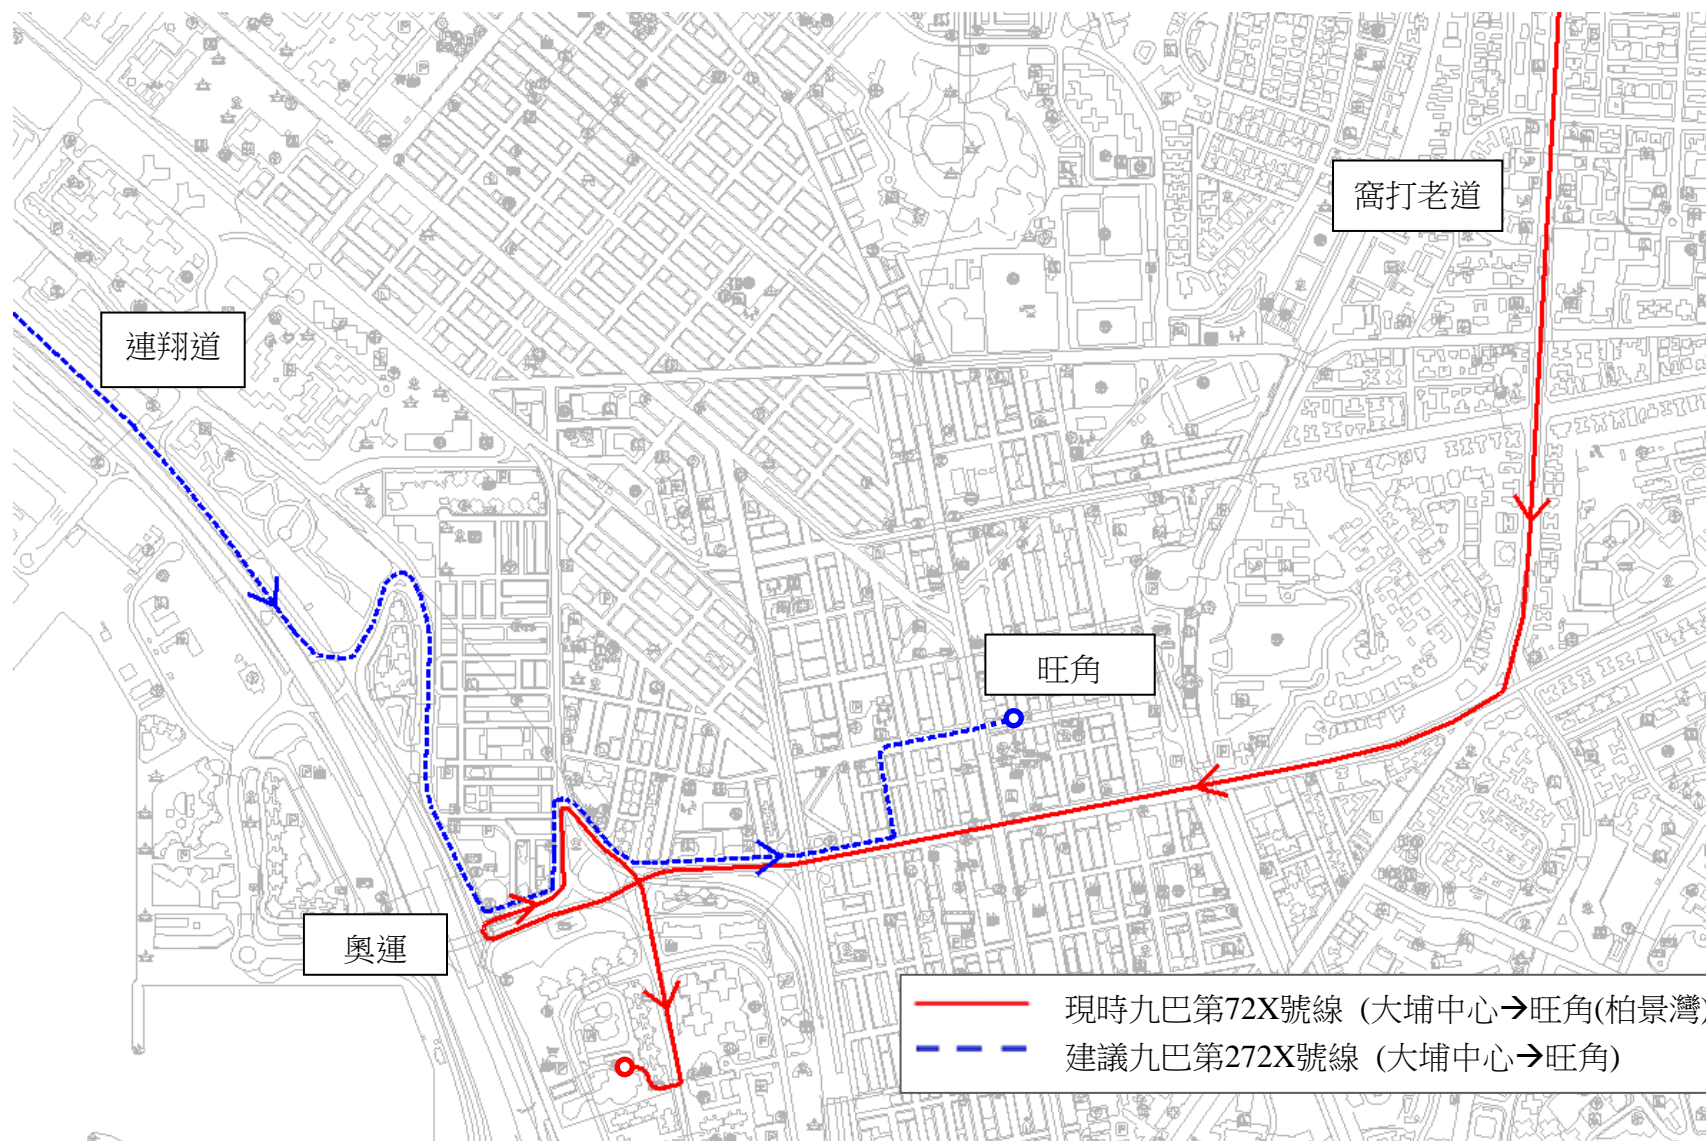 窩打老道
連翔道
旺角
奧運
現時九巴第72X號線 (大埔中心→旺角(柏景灣)
建議九巴第272X號線 (大埔中心→旺角)